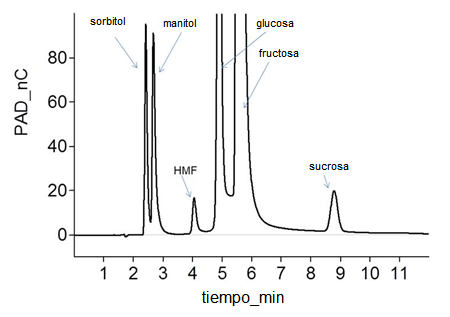 sorbitol
manitol
glucosa
fructosa
HMF
sucrosa
PAD_nC
80
60
40
20
0
1 2 3 4 5 6 7 8 9 10 11
tiempo_min